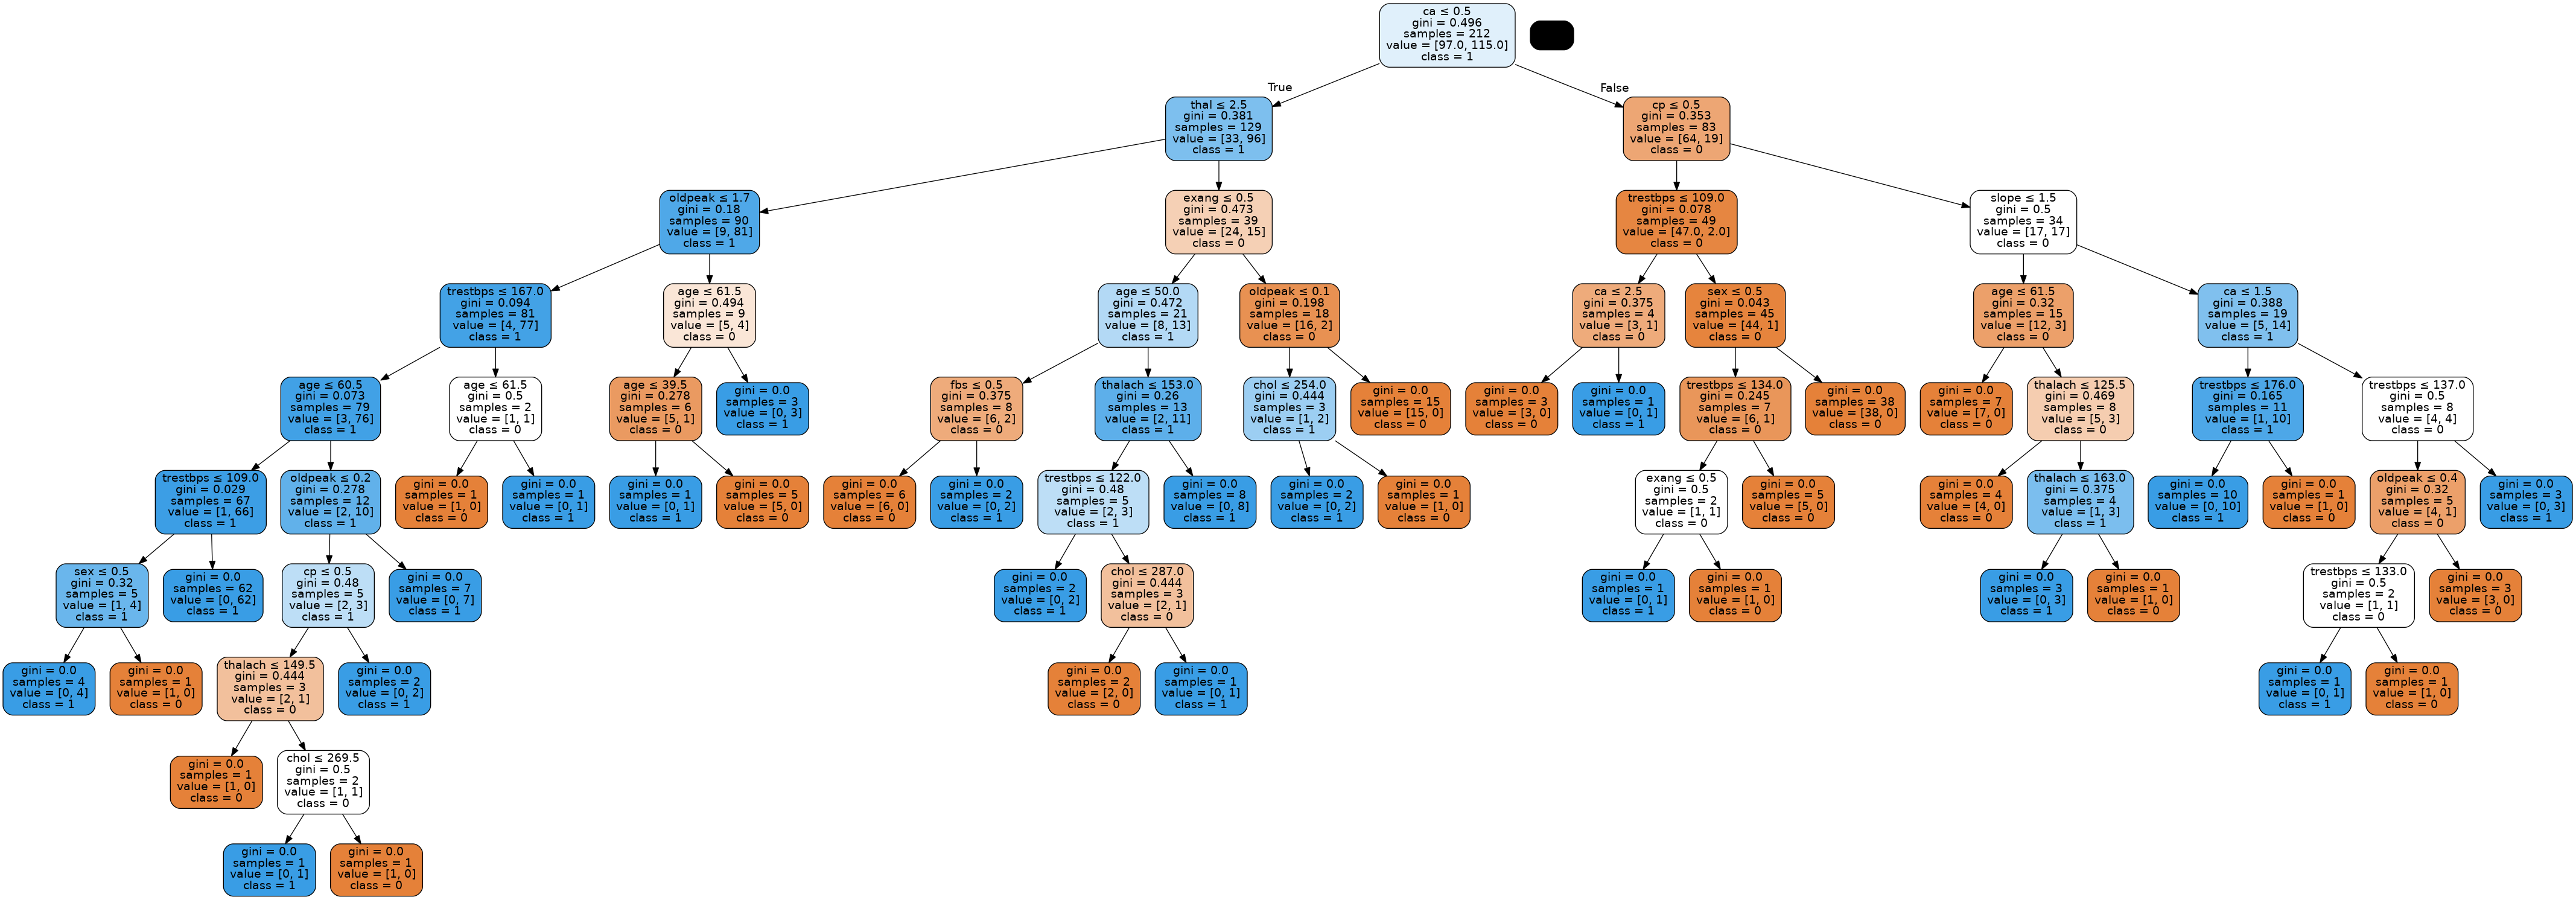 ca ≤ 0.5
gini = 0.496
samples = 212
value = [97.0, 115.0]
class = 1
True
False
thal ≤ 2.5
gini = 0.381
samples = 129
value = [33, 96]
class = 1
cp ≤ 0.5
gini = 0.353
samples = 83
value = [64, 19]
class = 0
oldpeak ≤ 1.7
gini = 0.18
samples = 90
value = [9, 81]
class = 1
exang ≤ 0.5
gini = 0.473
samples = 39
value = [24, 15]
class = 0
trestbps ≤ 109.0
gini = 0.078
samples = 49
value = [47.0, 2.0]
class = 0
slope ≤ 1.5
gini = 0.5
samples = 34
value = [17, 17]
class = 0
trestbps ≤ 167.0
gini = 0.094
samples = 81
value = [4, 77]
class = 1
age ≤ 61.5
gini = 0.494
samples = 9
value = [5, 4]
class = 0
age ≤ 50.0
gini = 0.472
samples = 21
value = [8, 13]
class = 1
oldpeak ≤ 0.1
gini = 0.198
samples = 18
value = [16, 2]
class = 0
ca ≤ 2.5
gini = 0.375
samples = 4
value = [3, 1]
class = 0
sex ≤ 0.5
gini = 0.043
samples = 45
value = [44, 1]
class = 0
age ≤ 61.5
gini = 0.32
samples = 15
value = [12, 3]
class = 0
ca ≤ 1.5
gini = 0.388
samples = 19
value = [5, 14]
class = 1
age ≤ 60.5
gini = 0.073
samples = 79
value = [3, 76]
class = 1
age ≤ 61.5
gini = 0.5
samples = 2
value = [1, 1]
class = 0
age ≤ 39.5
gini = 0.278
samples = 6
value = [5, 1]
class = 0
gini = 0.0
samples = 3
value = [0, 3]
class = 1
fbs ≤ 0.5
gini = 0.375
samples = 8
value = [6, 2]
class = 0
thalach ≤ 153.0
gini = 0.26
samples = 13
value = [2, 11]
class = 1
chol ≤ 254.0
gini = 0.444
samples = 3
value = [1, 2]
class = 1
gini = 0.0
samples = 15
value = [15, 0]
class = 0
gini = 0.0
samples = 3
value = [3, 0]
class = 0
gini = 0.0
samples = 1
value = [0, 1]
class = 1
trestbps ≤ 134.0
gini = 0.245
samples = 7
value = [6, 1]
class = 0
gini = 0.0
samples = 38
value = [38, 0]
class = 0
gini = 0.0
samples = 7
value = [7, 0]
class = 0
thalach ≤ 125.5
gini = 0.469
samples = 8
value = [5, 3]
class = 0
trestbps ≤ 176.0
gini = 0.165
samples = 11
value = [1, 10]
class = 1
trestbps ≤ 137.0
gini = 0.5
samples = 8
value = [4, 4]
class = 0
trestbps ≤ 109.0
gini = 0.029
samples = 67
value = [1, 66]
class = 1
oldpeak ≤ 0.2
gini = 0.278
samples = 12
value = [2, 10]
class = 1
gini = 0.0
samples = 1
value = [1, 0]
class = 0
gini = 0.0
samples = 1
value = [0, 1]
class = 1
gini = 0.0
samples = 1
value = [0, 1]
class = 1
gini = 0.0
samples = 5
value = [5, 0]
class = 0
gini = 0.0
samples = 6
value = [6, 0]
class = 0
gini = 0.0
samples = 2
value = [0, 2]
class = 1
trestbps ≤ 122.0
gini = 0.48
samples = 5
value = [2, 3]
class = 1
gini = 0.0
samples = 8
value = [0, 8]
class = 1
gini = 0.0
samples = 2
value = [0, 2]
class = 1
gini = 0.0
samples = 1
value = [1, 0]
class = 0
exang ≤ 0.5
gini = 0.5
samples = 2
value = [1, 1]
class = 0
gini = 0.0
samples = 5
value = [5, 0]
class = 0
gini = 0.0
samples = 4
value = [4, 0]
class = 0
thalach ≤ 163.0
gini = 0.375
samples = 4
value = [1, 3]
class = 1
gini = 0.0
samples = 10
value = [0, 10]
class = 1
gini = 0.0
samples = 1
value = [1, 0]
class = 0
oldpeak ≤ 0.4
gini = 0.32
samples = 5
value = [4, 1]
class = 0
gini = 0.0
samples = 3
value = [0, 3]
class = 1
sex ≤ 0.5
gini = 0.32
samples = 5
value = [1, 4]
class = 1
gini = 0.0
samples = 62
value = [0, 62]
class = 1
cp ≤ 0.5
gini = 0.48
samples = 5
value = [2, 3]
class = 1
gini = 0.0
samples = 7
value = [0, 7]
class = 1
gini = 0.0
samples = 2
value = [0, 2]
class = 1
chol ≤ 287.0
gini = 0.444
samples = 3
value = [2, 1]
class = 0
gini = 0.0
samples = 1
value = [0, 1]
class = 1
gini = 0.0
samples = 1
value = [1, 0]
class = 0
gini = 0.0
samples = 3
value = [0, 3]
class = 1
gini = 0.0
samples = 1
value = [1, 0]
class = 0
trestbps ≤ 133.0
gini = 0.5
samples = 2
value = [1, 1]
class = 0
gini = 0.0
samples = 3
value = [3, 0]
class = 0
gini = 0.0
samples = 4
value = [0, 4]
class = 1
gini = 0.0
samples = 1
value = [1, 0]
class = 0
thalach ≤ 149.5
gini = 0.444
samples = 3
value = [2, 1]
class = 0
gini = 0.0
samples = 2
value = [0, 2]
class = 1
gini = 0.0
samples = 2
value = [2, 0]
class = 0
gini = 0.0
samples = 1
value = [0, 1]
class = 1
gini = 0.0
samples = 1
value = [0, 1]
class = 1
gini = 0.0
samples = 1
value = [1, 0]
class = 0
gini = 0.0
samples = 1
value = [1, 0]
class = 0
chol ≤ 269.5
gini = 0.5
samples = 2
value = [1, 1]
class = 0
gini = 0.0
samples = 1
value = [0, 1]
class = 1
gini = 0.0
samples = 1
value = [1, 0]
class = 0